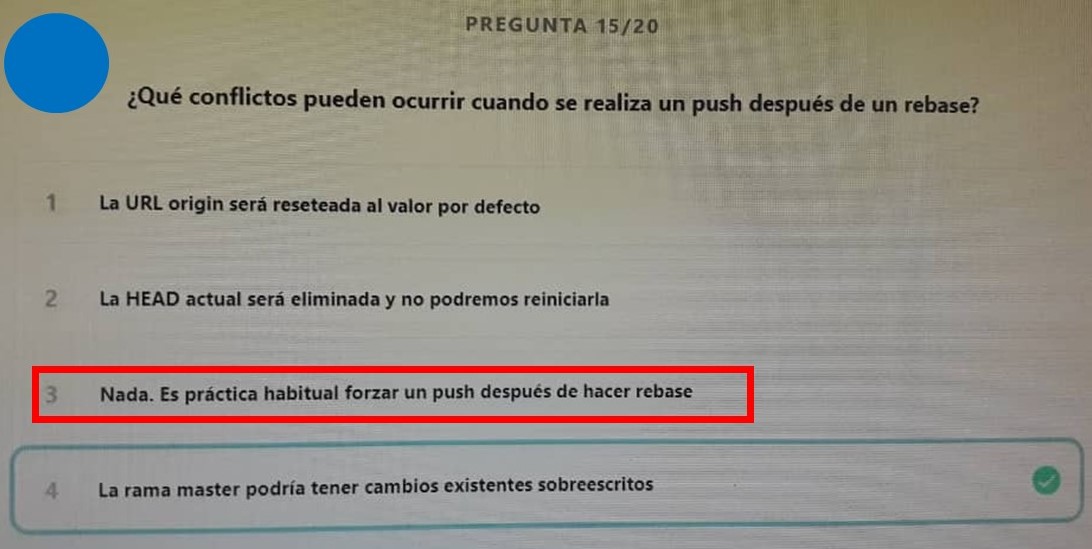 PREGUNTA 15/20
¿Qué conflictos pueden ocurrir cuando se realiza un push después de un rebase?
1 La URL origin será reseteada al valor por defecto
2 La HEAD actual será eliminada y no podremos reiniciarla
3 Nada. Es práctica habitual forzar un push después de hacer rebase
4 La rama master podría tener cambios existentes sobreescritos